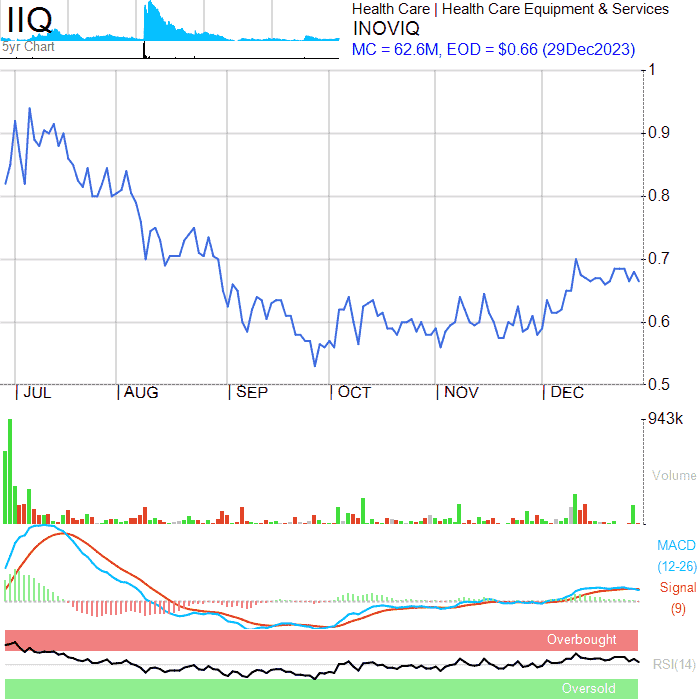 IIQ
5yr Chart
Health Care | Health Care Equipment & Services
INOVIQ
MC = 62.6M, EOD = $0.66 (29Dec2023)
1
0.9
0.8
0.7
0.6
0.5
JUL AUG SEP OCT NOV DEC
943k
Volume
MACD
(12-26)
Signal
(9)
Overbought
RSI(14)
Oversold